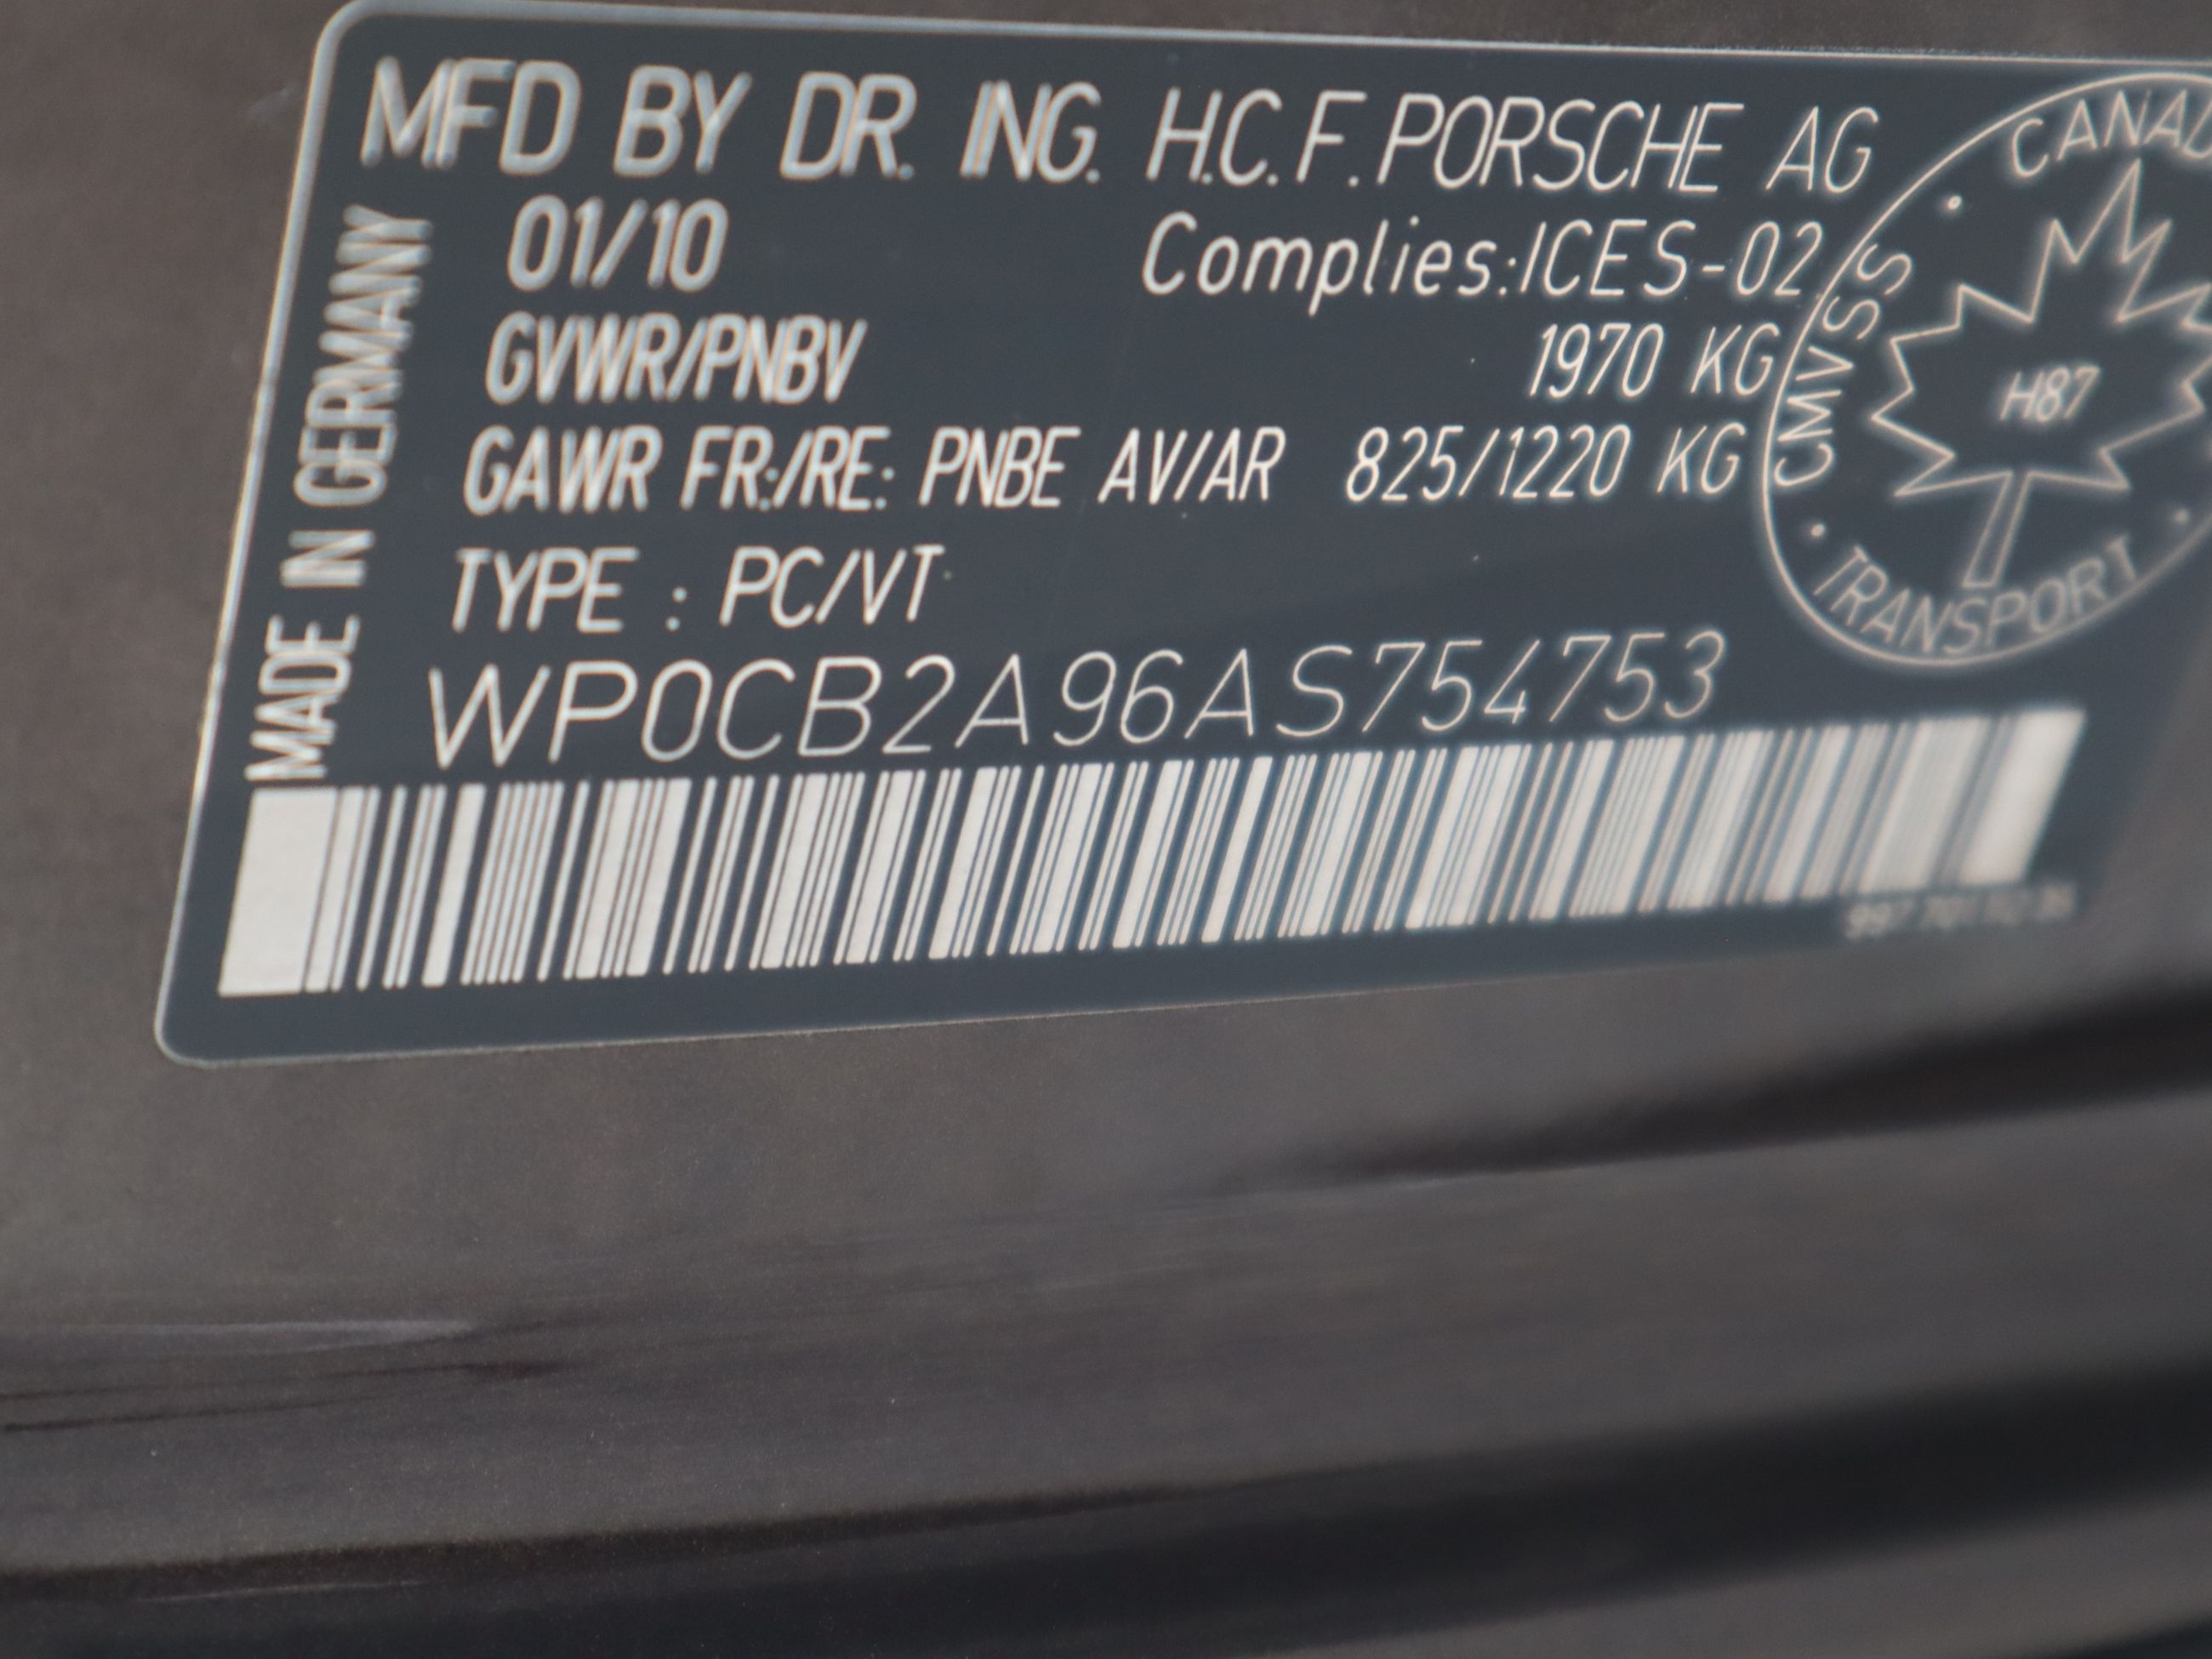 MFD BY DR. ING. H.C.F.PORSCHE AG
01/10 Complies:ICES-02
GVWR/PNBV 1970 KG
GAWR FR:/RE: PNBE AV/AR 825/1220 KG
TYPE : PC/VT
WP0CB2A96AS754753
MADE IN GERMANY
CMVSS
H87
TRANSPORT